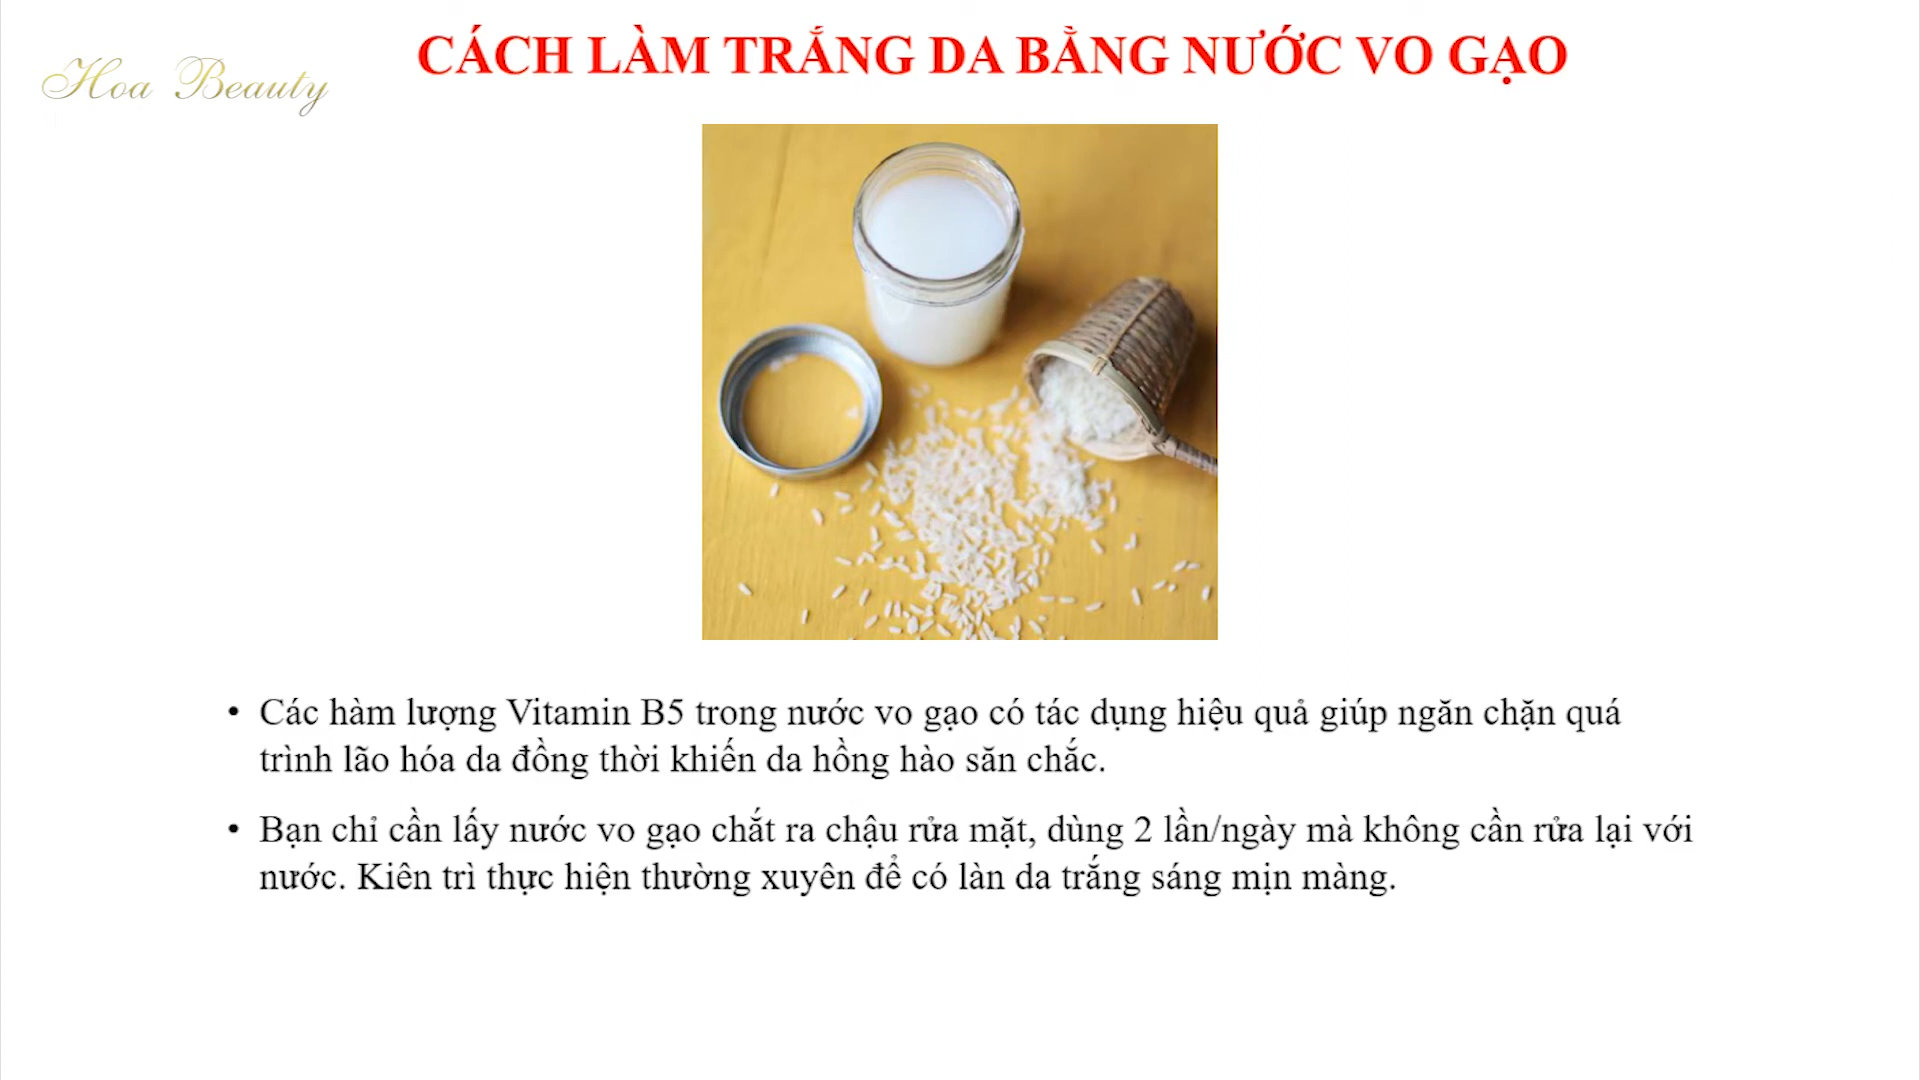 Hoa Beauty
CÁCH LÀM TRẮNG DA BẰNG NƯỚC VO GẠO
• Các hàm lượng Vitamin B5 trong nước vo gạo có tác dụng hiệu quả giúp ngăn chặn quá
trình lão hóa da đồng thời khiến da hồng hào săn chắc.
• Bạn chỉ cần lấy nước vo gạo chắt ra chậu rửa mặt, dùng 2 lần/ngày mà không cần rửa lại với
nước. Kiên trì thực hiện thường xuyên để có làn da trắng sáng mịn màng.